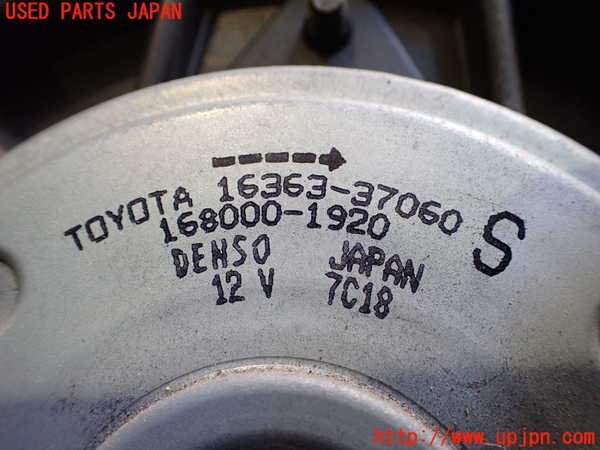 USED PARTS JAPAN
TOYOTA 16363-37060
168000-1920
S
DENSO JAPAN
12 V 7C18
http://www.upjpn.com/